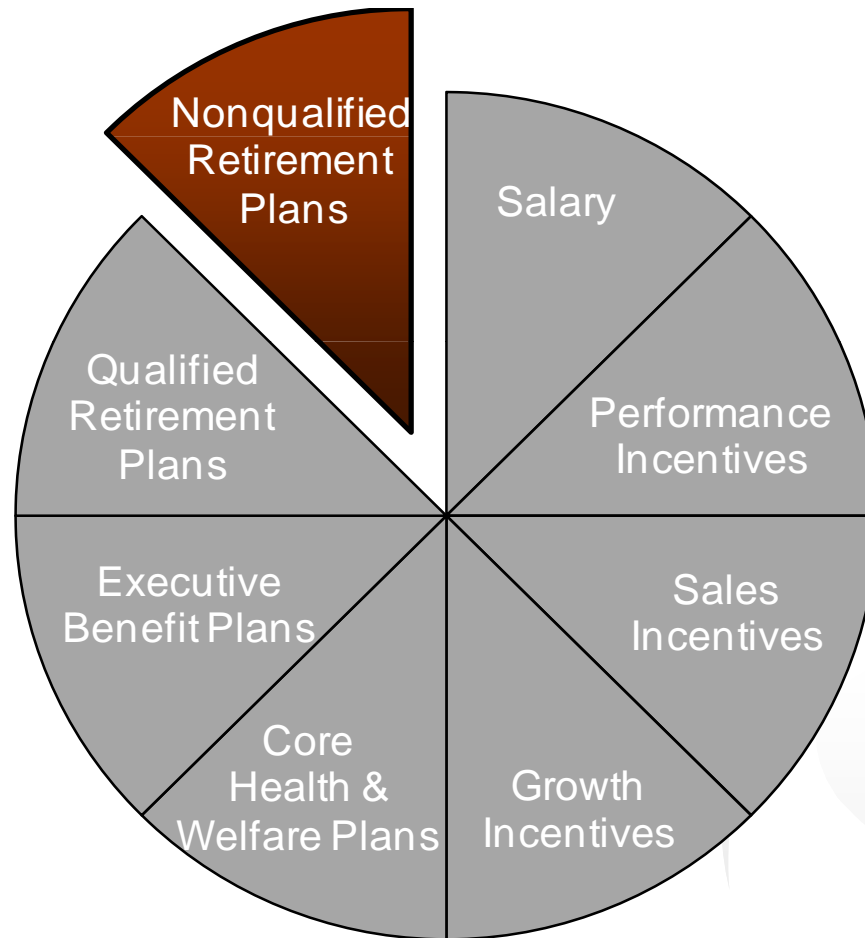 Nonqualified
Retirement
Plans
Salary
Qualified
Retirement
Plans
Performance
Incentives
Executive
Benefit Plans
Sales
Incentives
Core
Health &
Welfare Plans
Growth
Incentives